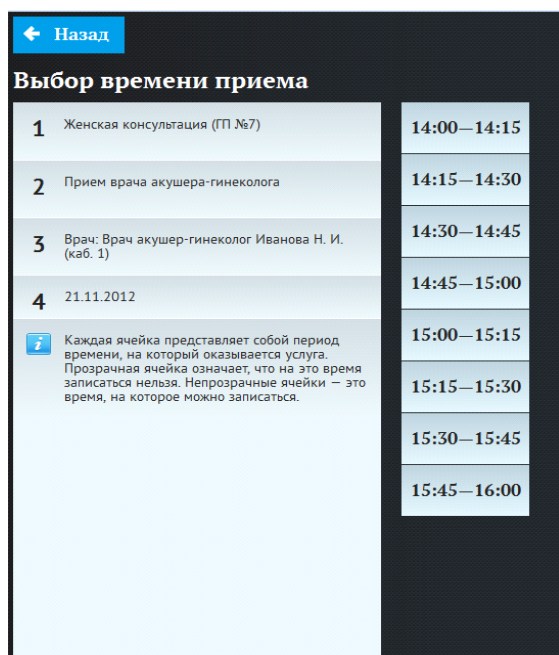 Назад
Выбор времени приема
1 Женская консультация (ГП №7)
2 Прием врача акушера-гинеколога
3 Врач: Врач акушер-гинеколог Иванова Н. И.
(каб. 1)
4 21.11.2012
i Каждая ячейка представляет собой период
времени, на который оказывается услуга.
Прозрачная ячейка означает, что на это время
записаться нельзя. Непрозрачные ячейки — это
время, на которое можно записаться.
14:00—14:15
14:15—14:30
14:30—14:45
14:45—15:00
15:00—15:15
15:15—15:30
15:30—15:45
15:45—16:00